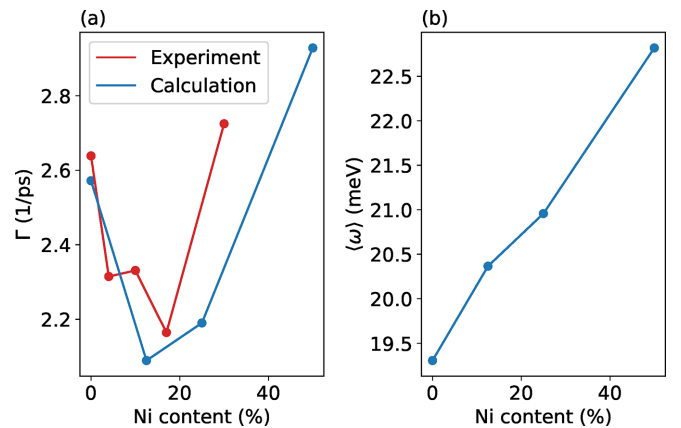 (a)
Experiment
Calculation
2.8
2.6
2.4
2.2
Γ (1/ps)
0
20
40
Ni content (%)
(b)
22.5
22.0
21.5
21.0
20.5
20.0
19.5
⟨ω⟩ (meV)
0
20
40
Ni content (%)